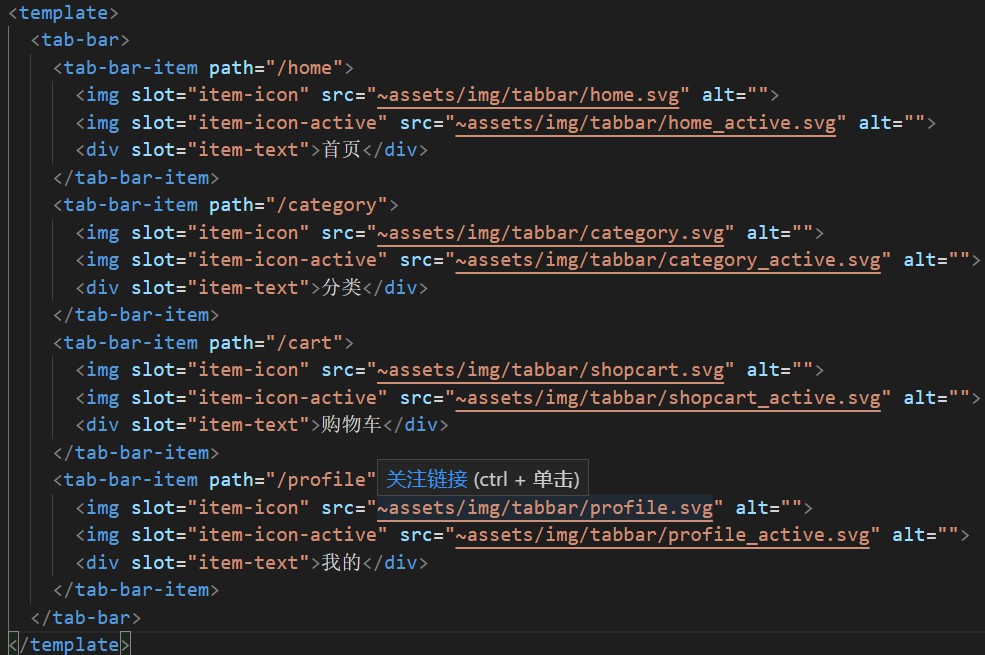 <template>
<tab-bar>
<tab-bar-item path="/home">
<img slot="item-icon" src="~assets/img/tabbar/home.svg" alt="">
<img slot="item-icon-active" src="~assets/img/tabbar/home_active.svg" alt="">
<div slot="item-text">首页</div>
</tab-bar-item>
<tab-bar-item path="/category">
<img slot="item-icon" src="~assets/img/tabbar/category.svg" alt="">
<img slot="item-icon-active" src="~assets/img/tabbar/category_active.svg" alt="">
<div slot="item-text">分类</div>
</tab-bar-item>
<tab-bar-item path="/cart">
<img slot="item-icon" src="~assets/img/tabbar/shopcart.svg" alt="">
<img slot="item-icon-active" src="~assets/img/tabbar/shopcart_active.svg" alt="">
<div slot="item-text">购物车</div>
</tab-bar-item>
<tab-bar-item path="/profile" 关注链接 (ctrl + 单击)
<img slot="item-icon" src="~assets/img/tabbar/profile.svg" alt="">
<img slot="item-icon-active" src="~assets/img/tabbar/profile_active.svg" alt="">
<div slot="item-text">我的</div>
</tab-bar-item>
</tab-bar>
</template>